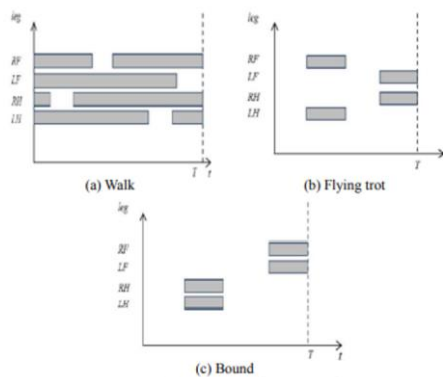 leg
RF
LF
RH
LH
T
t
(a) Walk
leg
RF
LF
RH
LH
T
(b) Flying trot
leg
RF
LF
RH
LH
T
t
(c) Bound